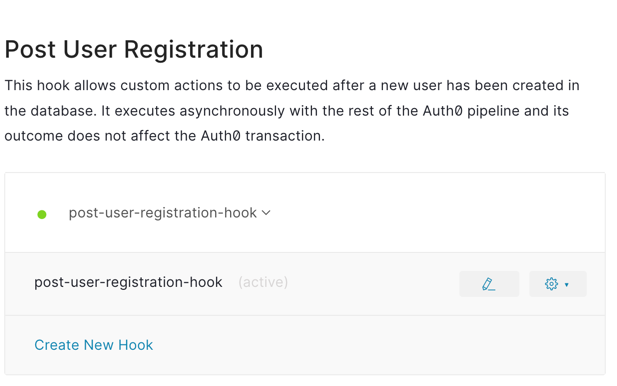 Post User Registration
This hook allows custom actions to be executed after a new user has been created in
the database. It executes asynchronously with the rest of the Auth0 pipeline and its
outcome does not affect the Auth0 transaction.
post-user-registration-hook
post-user-registration-hook (active)
Create New Hook